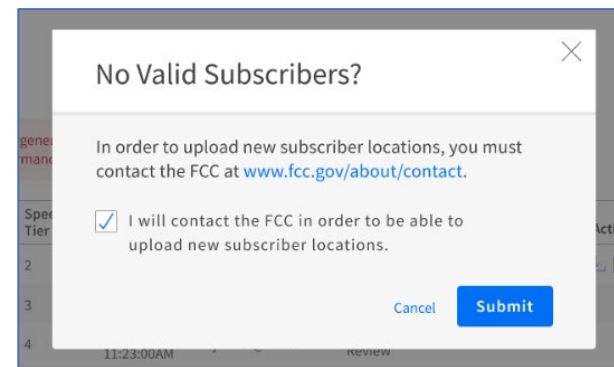 No Valid Subscribers?
In order to upload new subscriber locations, you must
contact the FCC at www.fcc.gov/about/contact.
I will contact the FCC in order to be able to
upload new subscriber locations.
Cancel Submit
Tier
2
3
4
11:23:00AM
Review